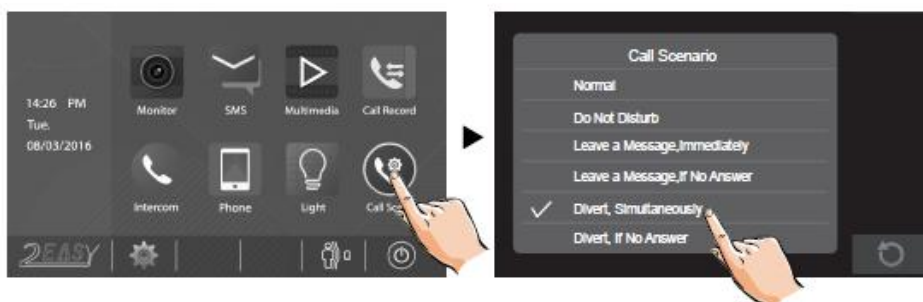 14:26 PM
Tue.
08/03/2016
Monitor
SMS
Multimedia
Call Record
Intercom
Phone
Light
Call
2EASY
0
Call Scenario
Normal
Do Not Disturb
Leave a Message,Immediately
Leave a Message,If No Answer
Divert, Simultaneously
Divert, If No Answer